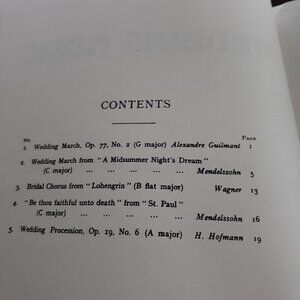 WEDDING MUSIC
CONTENTS
No. PAGE
1. Wedding March, Op. 77, No. 2 (G major) Alexandre Guilmant 1
2. Wedding March from "A Midsummer Night's Dream"
(C major) ... ... ... ... ... Mendelssohn 5
3. Bridal Chorus from "Lohengrin" (B flat major) Wagner 13
4. "Be thou faithful unto death" from "St. Paul"
(C major) ... ... ... ... ... Mendelssohn 16
5. Wedding Procession, Op. 19, No. 6 (A major) H. Hofmann 19